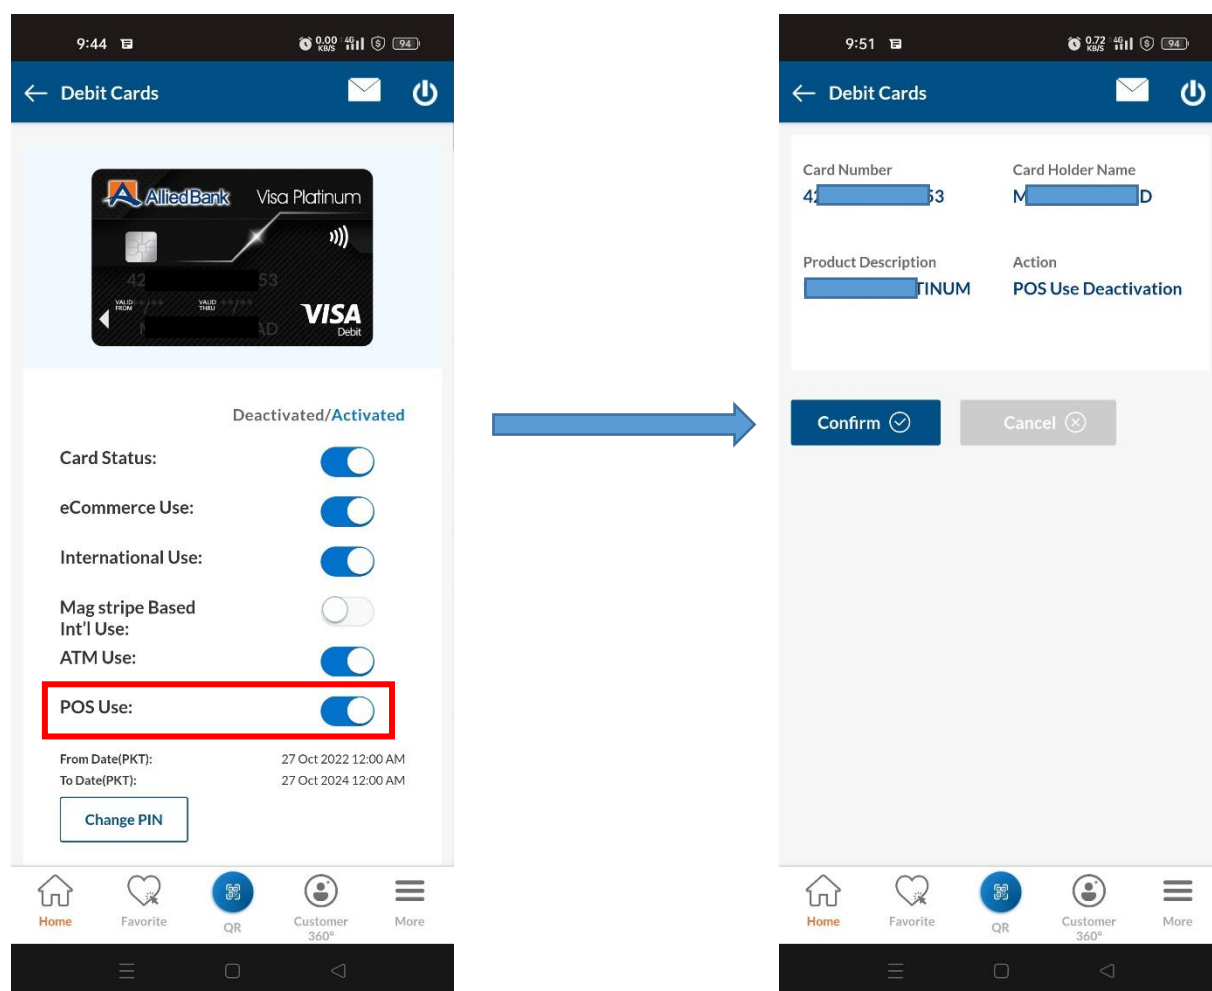 9:44
0.00 KB/S 4G 94
Debit Cards
AlliedBank Visa Platinum
42 53
VALID FROM **/** VALID THRU **/**
M AD
VISA
Debit
Deactivated/Activated
Card Status:
eCommerce Use:
International Use:
Mag stripe Based
Int'l Use:
ATM Use:
POS Use:
From Date(PKT): 27 Oct 2022 12:00 AM
To Date(PKT): 27 Oct 2024 12:00 AM
Change PIN
Home Favorite QR Customer 360° More
9:51
0.72 KB/S 4G 94
Debit Cards
Card Number Card Holder Name
42 53 M D
Product Description Action
TINUM POS Use Deactivation
Confirm Cancel
Home Favorite QR Customer 360° More